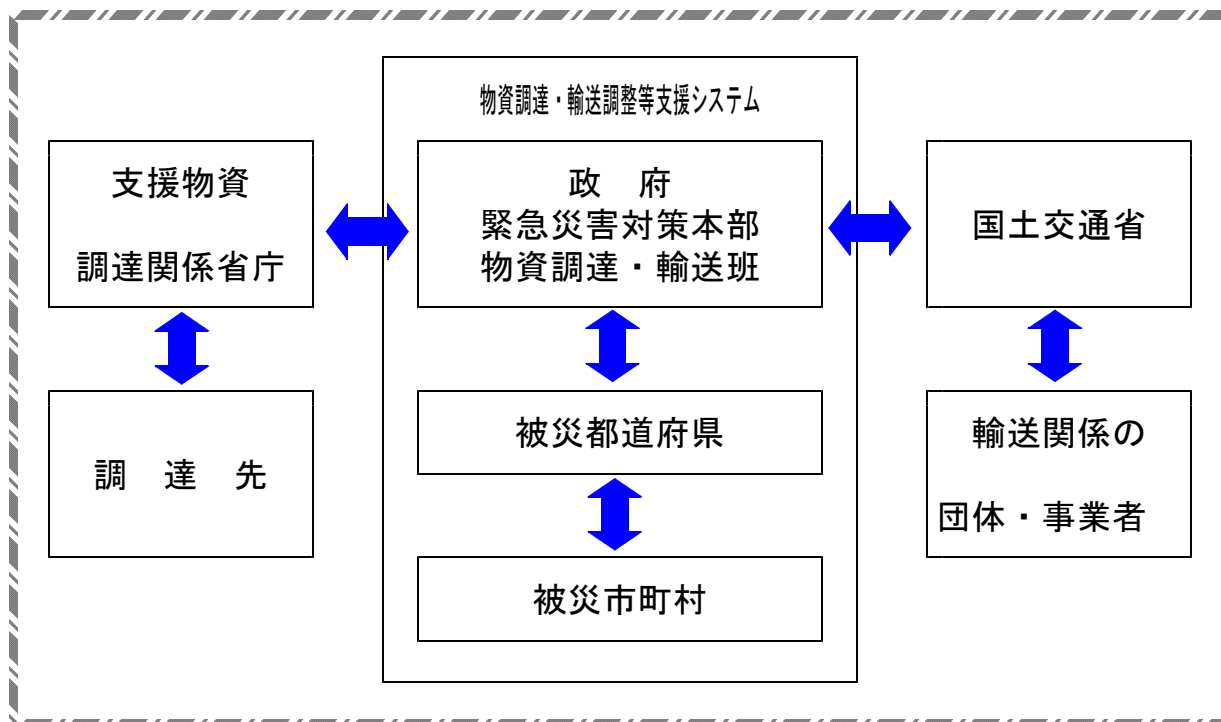 物資調達・輸送調整等支援システム
支援物資
調達関係省庁
政　府
緊急災害対策本部
物資調達・輸送班
国土交通省
調　達　先
被災都道府県
輸送関係の
団体・事業者
被災市町村